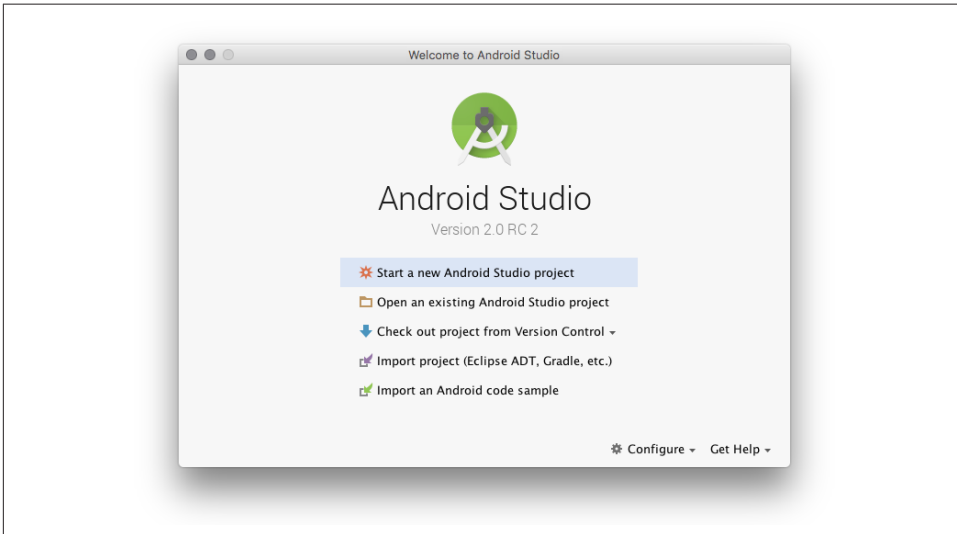 Welcome to Android Studio
Android Studio
Version 2.0 RC 2
Start a new Android Studio project
Open an existing Android Studio project
Check out project from Version Control
Import project (Eclipse ADT, Gradle, etc.)
Import an Android code sample
Configure Get Help